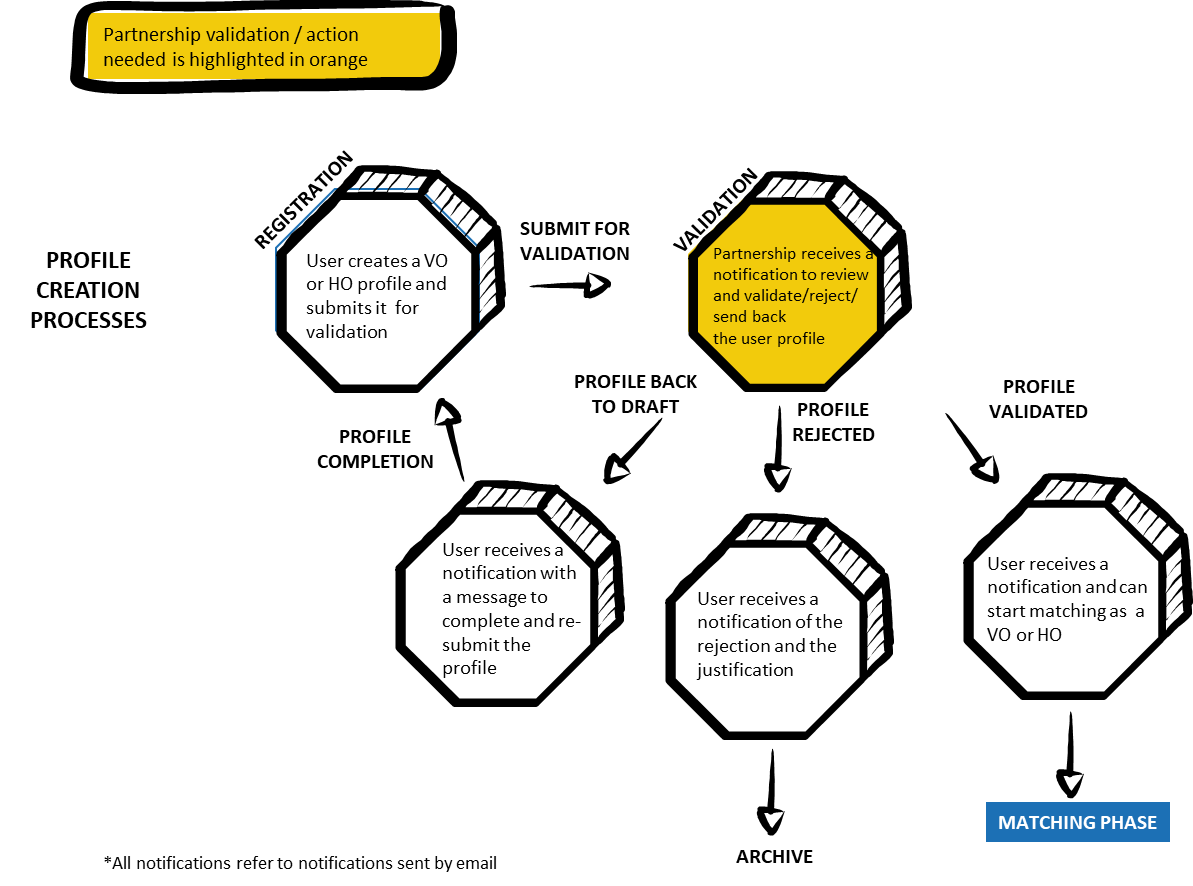 Partnership validation / action
needed is highlighted in orange
REGISTRATION
VALIDATION
PROFILE
CREATION
PROCESSES
User creates a VO
or HO profile and
submits it for
validation
SUBMIT FOR
VALIDATION
Partnership receives a
notification to review
and validate/reject/
send back
the user profile
PROFILE BACK
TO DRAFT
PROFILE
REJECTED
PROFILE
VALIDATED
PROFILE
COMPLETION
User receives a
notification with
a message to
complete and re-
submit the
profile
User receives a
notification of the
rejection and the
justification
User receives a
notification and can
start matching as a
VO or HO
MATCHING PHASE
ARCHIVE
*All notifications refer to notifications sent by email